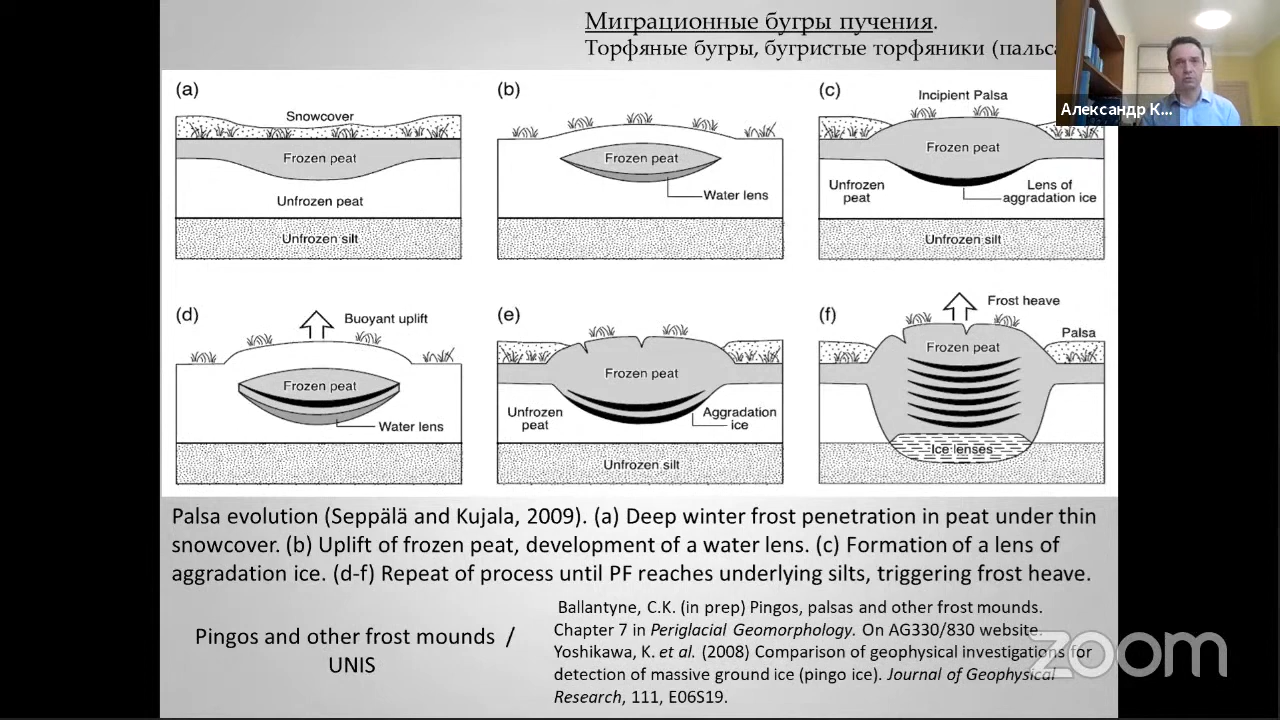 Миграционные бугры пучения.
Торфяные бугры, бугристые торфяники
Александр К...
(a)
Snowcover
Frozen peat
Unfrozen peat
Unfrozen silt
(b)
Frozen peat
Water lens
(c)
Incipient Palsa
Frozen peat
Unfrozen
peat
Lens of
aggradation ice
Unfrozen silt
(d)
Buoyant uplift
Frozen peat
Water lens
(e)
Frozen peat
Unfrozen
peat
Aggradation
ice
Unfrozen silt
(f)
Frost heave
Palsa
Frozen peat
Ice lenses
Palsa evolution (Seppälä and Kujala, 2009). (a) Deep winter frost penetration in peat under thin
snowcover. (b) Uplift of frozen peat, development of a water lens. (c) Formation of a lens of
aggradation ice. (d-f) Repeat of process until PF reaches underlying silts, triggering frost heave.
Pingos and other frost mounds /
UNIS
Ballantyne, C.K. (in prep) Pingos, palsas and other frost mounds.
Chapter 7 in Periglacial Geomorphology. On AG330/830 website.
Yoshikawa, K. et al. (2008) Comparison of geophysical investigations for
detection of massive ground ice (pingo ice). Journal of Geophysical
Research, 111, E06S19.
zoom